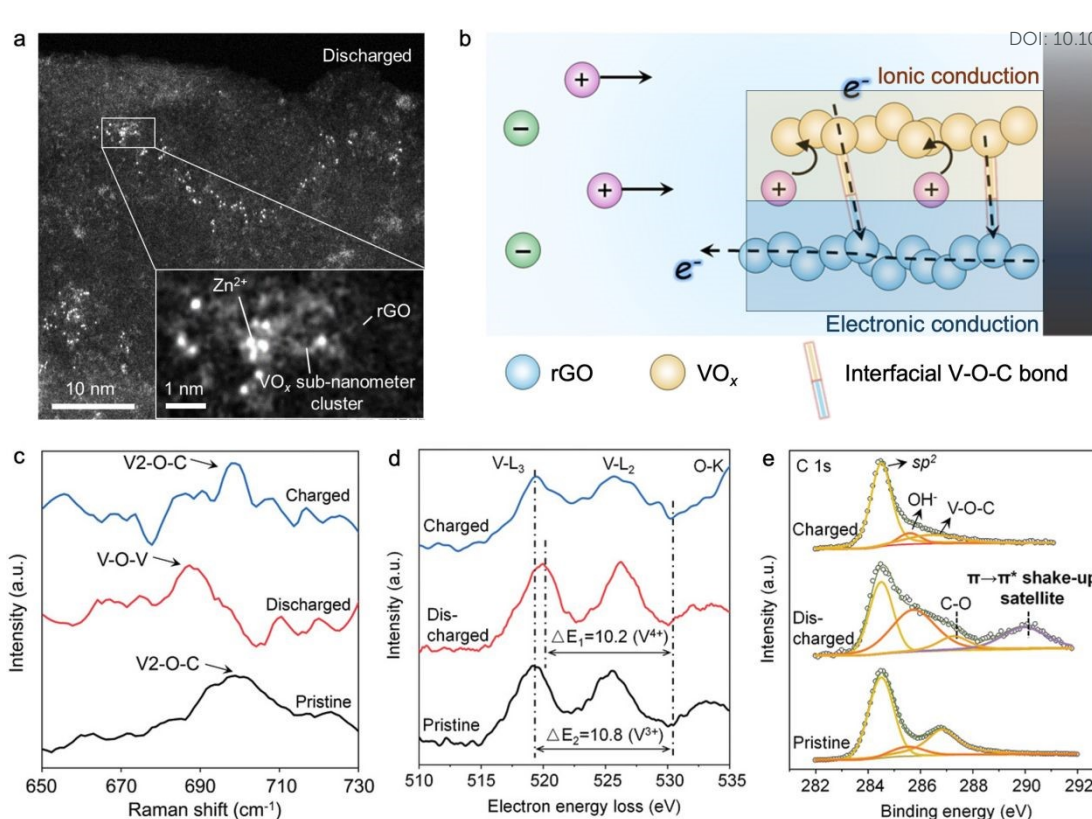 a
Discharged
Zn²⁺
rGO
VOₓ sub-nanometer
cluster
10 nm
1 nm
b
DOI: 10.10
Ionic conduction
e⁻
+
+
−
+
+
−
e⁻
Electronic conduction
rGO
VOₓ
Interfacial V-O-C bond
c
V2-O-C
Charged
V-O-V
Discharged
V2-O-C
Pristine
Intensity (a.u.)
650 670 690 710 730
Raman shift (cm⁻¹)
d
V-L₃
V-L₂
O-K
Charged
Dis-
charged
△E₁=10.2 (V⁴⁺)
Pristine
△E₂=10.8 (V³⁺)
Intensity (a.u.)
510 515 520 525 530 535
Electron energy loss (eV)
e
C 1s
sp²
OH⁻
V-O-C
Charged
π→π* shake-up
satellite
C-O
Dis-
charged
Pristine
Intensity (a.u.)
282 284 286 288 290 292
Binding energy (eV)